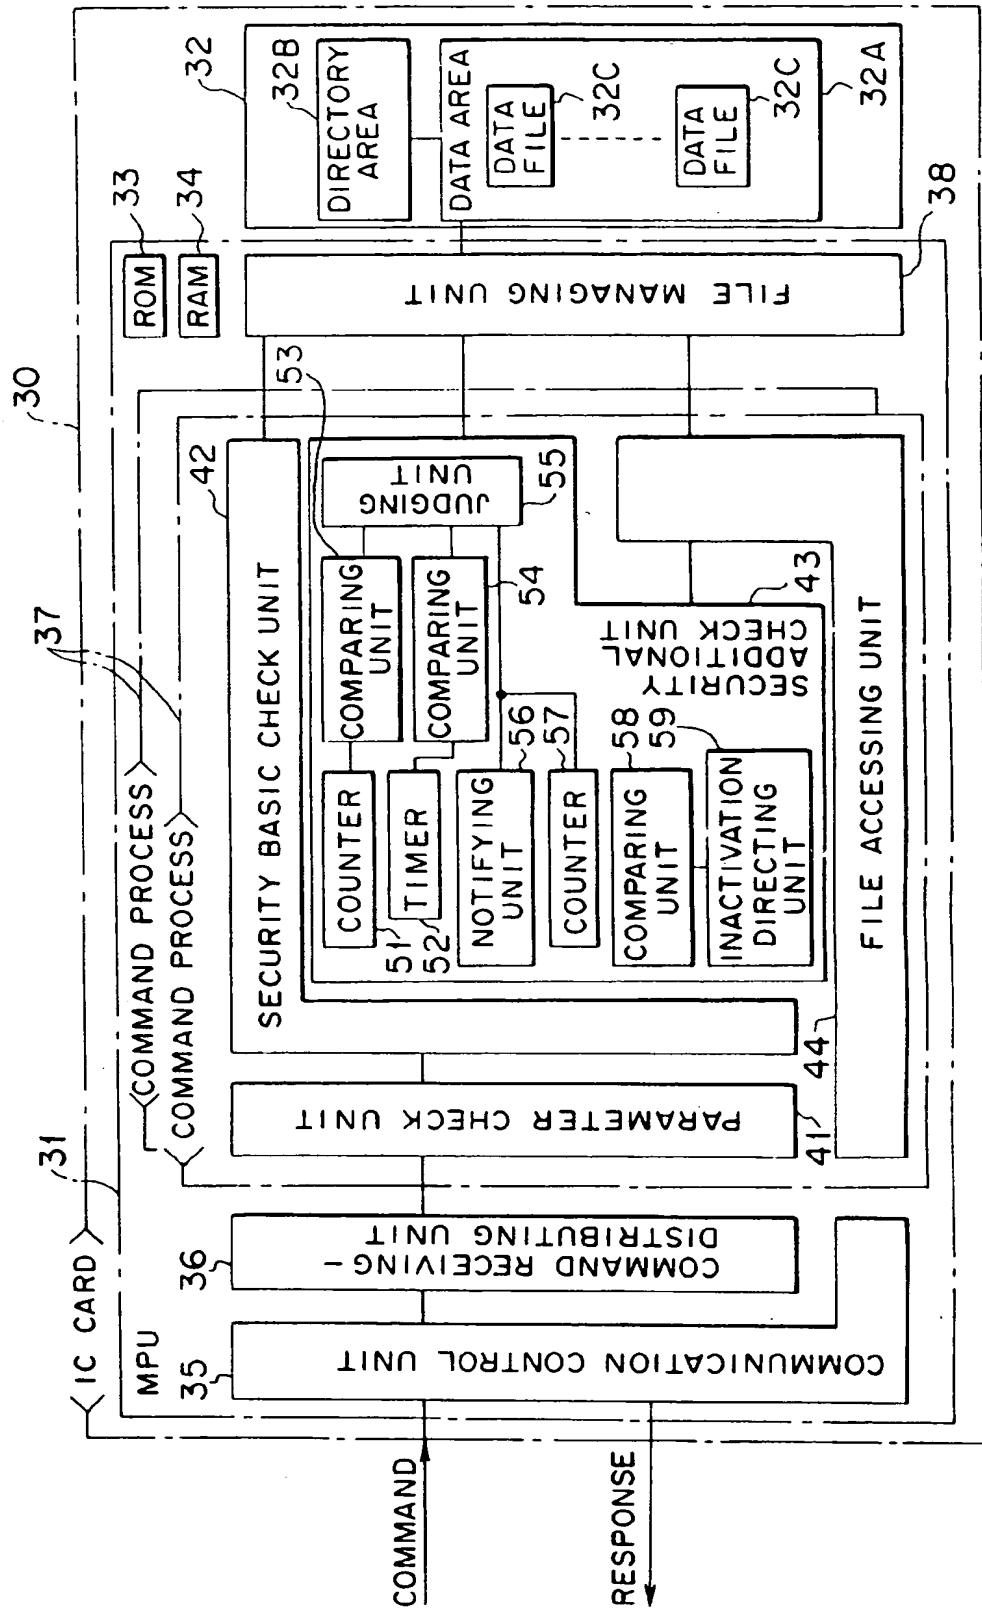 30
IC CARD
31
MPU
37
COMMAND PROCESS
COMMAND PROCESS
33
ROM
34
RAM
32
32B
DIRECTORY
AREA
DATA AREA
DATA
FILE
32C
DATA
FILE
32C
32A
35
COMMUNICATION CONTROL UNIT
36
COMMAND RECEIVING-
DISTRIBUTING UNIT
PARAMETER CHECK UNIT
41
42
SECURITY BASIC CHECK UNIT
53
COUNTER
51
COMPARING
UNIT
TIMER
52
COMPARING
UNIT
54
JUDGING
UNIT
55
NOTIFYING
UNIT
56
COUNTER
57
COMPARING
UNIT
58
INACTIVATION
DIRECTING
UNIT
59
SECURITY
ADDITIONAL
CHECK UNIT
43
44
FILE ACCESSING UNIT
FILE MANAGING UNIT
38
COMMAND
RESPONSE